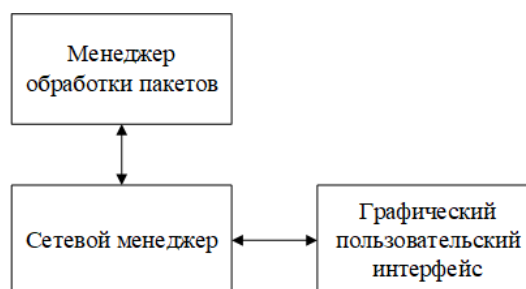 Менеджер
обработки пакетов
Сетевой менеджер
Графический
пользовательский
интерфейс